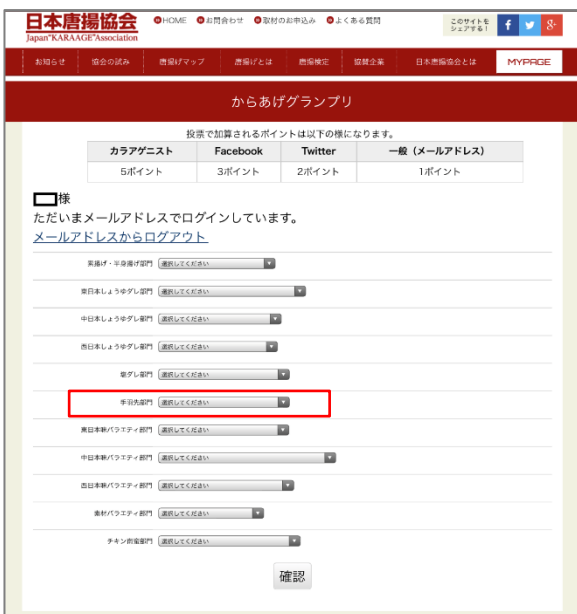 日本唐揚協会
Japan"KARAAGE"Association
HOME お問合わせ 取材のお申込み よくある質問
このサイトを
シェアする!
お知らせ 協会の試み 唐揚げマップ 唐揚げとは 唐揚検定 協賛企業 日本唐揚協会とは MYPAGE
からあげグランプリ
投票で加算されるポイントは以下の様になります。
カラアゲニスト Facebook Twitter 一般(メールアドレス)
5ポイント 3ポイント 2ポイント 1ポイント
様
ただいまメールアドレスでログインしています。
メールアドレスからログアウト
素揚げ・半身揚げ部門 選択してください
東日本しょうゆダレ部門 選択してください
中日本しょうゆダレ部門 選択してください
西日本しょうゆダレ部門 選択してください
塩ダレ部門 選択してください
手羽先部門 選択してください
東日本味バラエティ部門 選択してください
中日本味バラエティ部門 選択してください
西日本味バラエティ部門 選択してください
素材バラエティ部門 選択してください
チキン南蛮部門 選択してください
確認